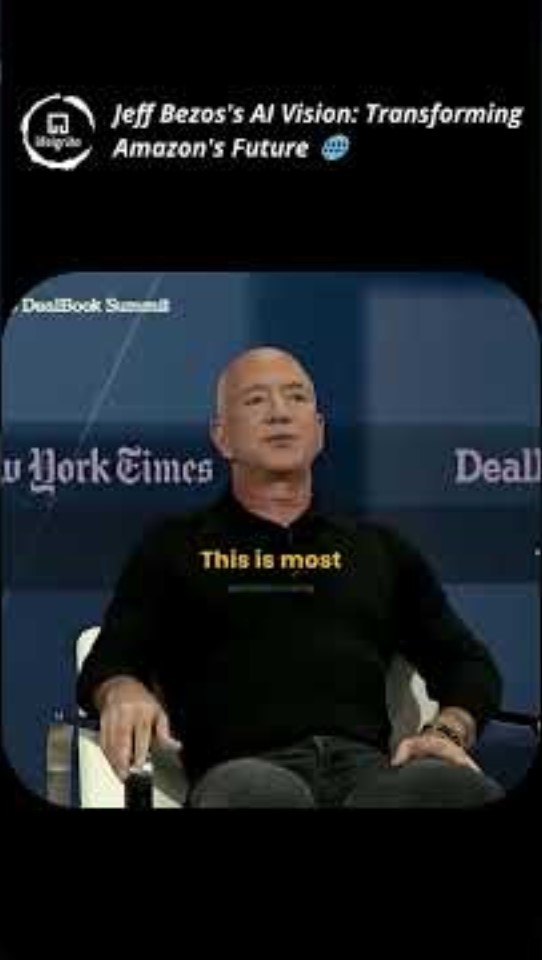 Jeff Bezos's AI Vision: Transforming
Amazon's Future
DealBook Summit
w York Times
Deal
This is most